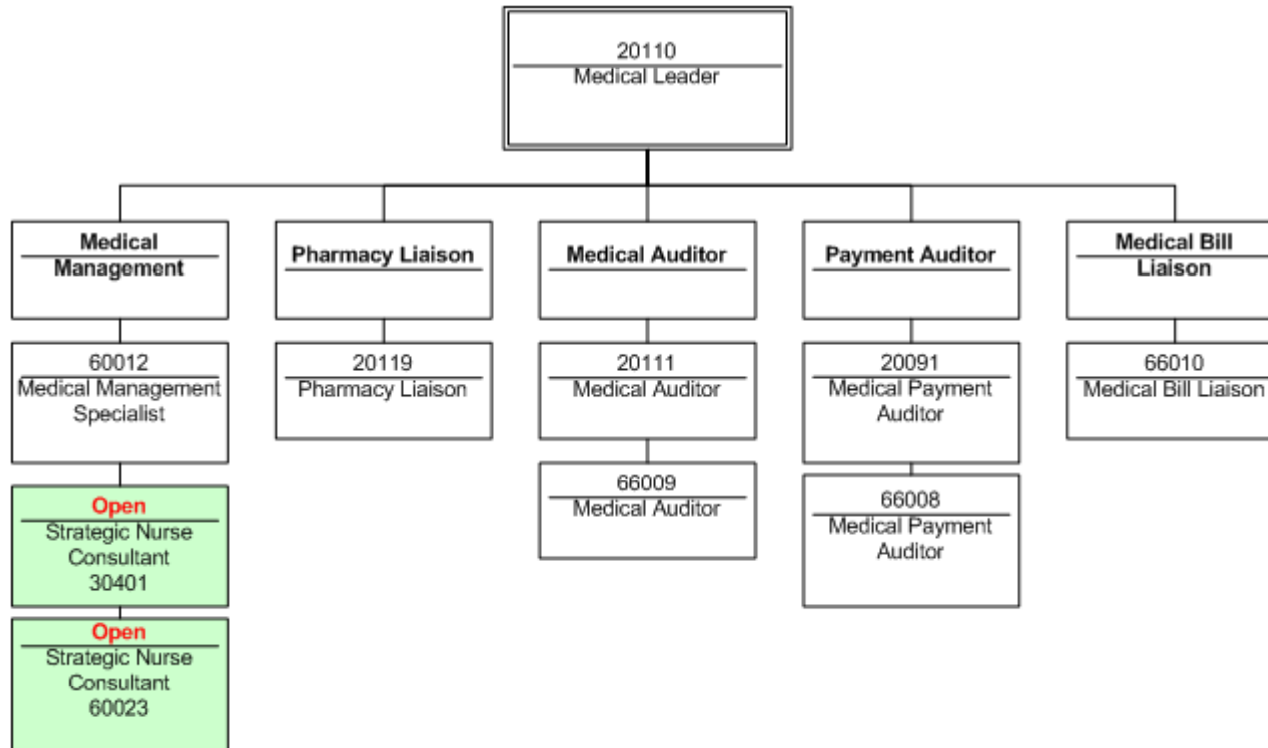 20110
Medical Leader
Medical
Management
Pharmacy Liaison
Medical Auditor
Payment Auditor
Medical Bill
Liaison
60012
Medical Management
Specialist
20119
Pharmacy Liaison
20111
Medical Auditor
20091
Medical Payment
Auditor
66010
Medical Bill Liaison
Open
Strategic Nurse
Consultant
30401
66009
Medical Auditor
66008
Medical Payment
Auditor
Open
Strategic Nurse
Consultant
60023